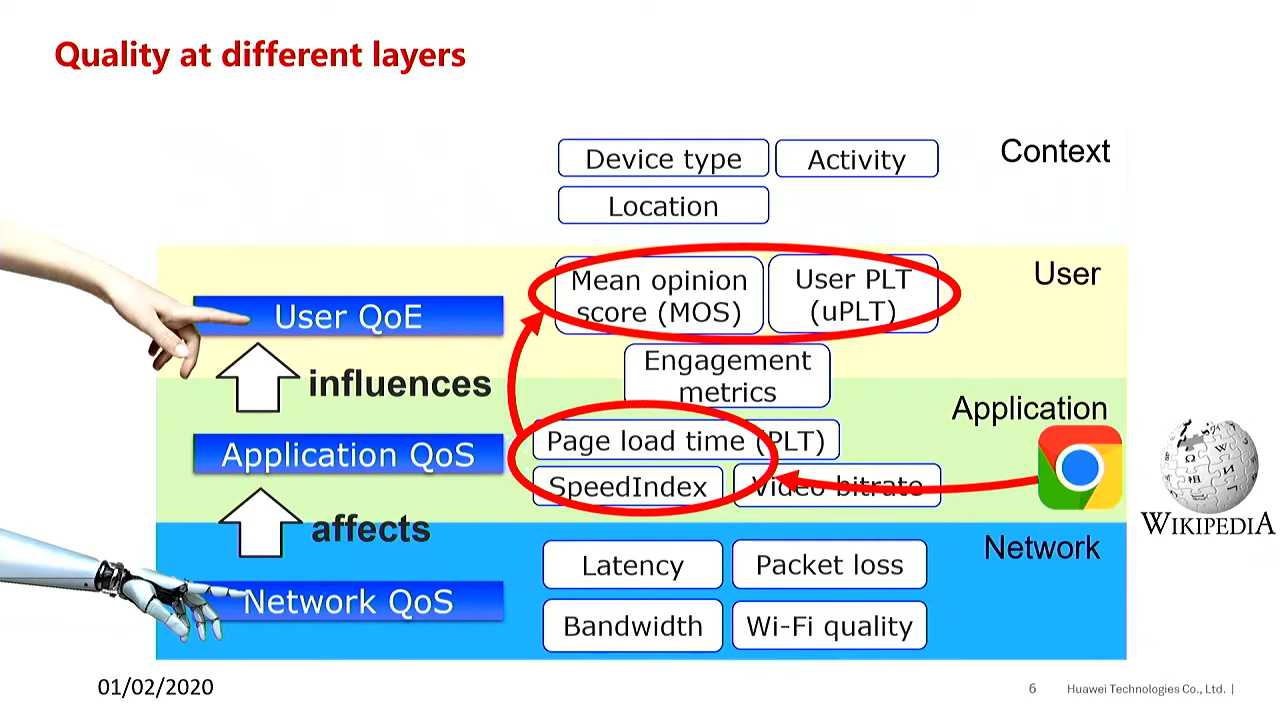 Quality at different layers
Device type
Activity
Context
Location
Mean opinion
score (MOS)
User PLT
(uPLT)
User
User QoE
influences
Engagement
metrics
Application
Application QoS
Page load time (PLT)
SpeedIndex
Video bitrate
WIKIPEDIA
affects
Network
Latency
Packet loss
Network QoS
Bandwidth
Wi-Fi quality
01/02/2020
6
Huawei Technologies Co., Ltd. |